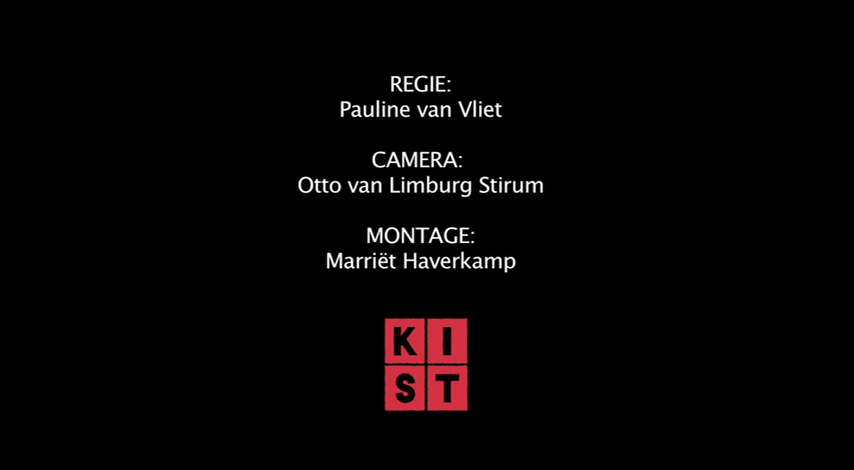 REGIE:
Pauline van Vliet
CAMERA:
Otto van Limburg Stirum
MONTAGE:
Marriët Haverkamp
KI
ST